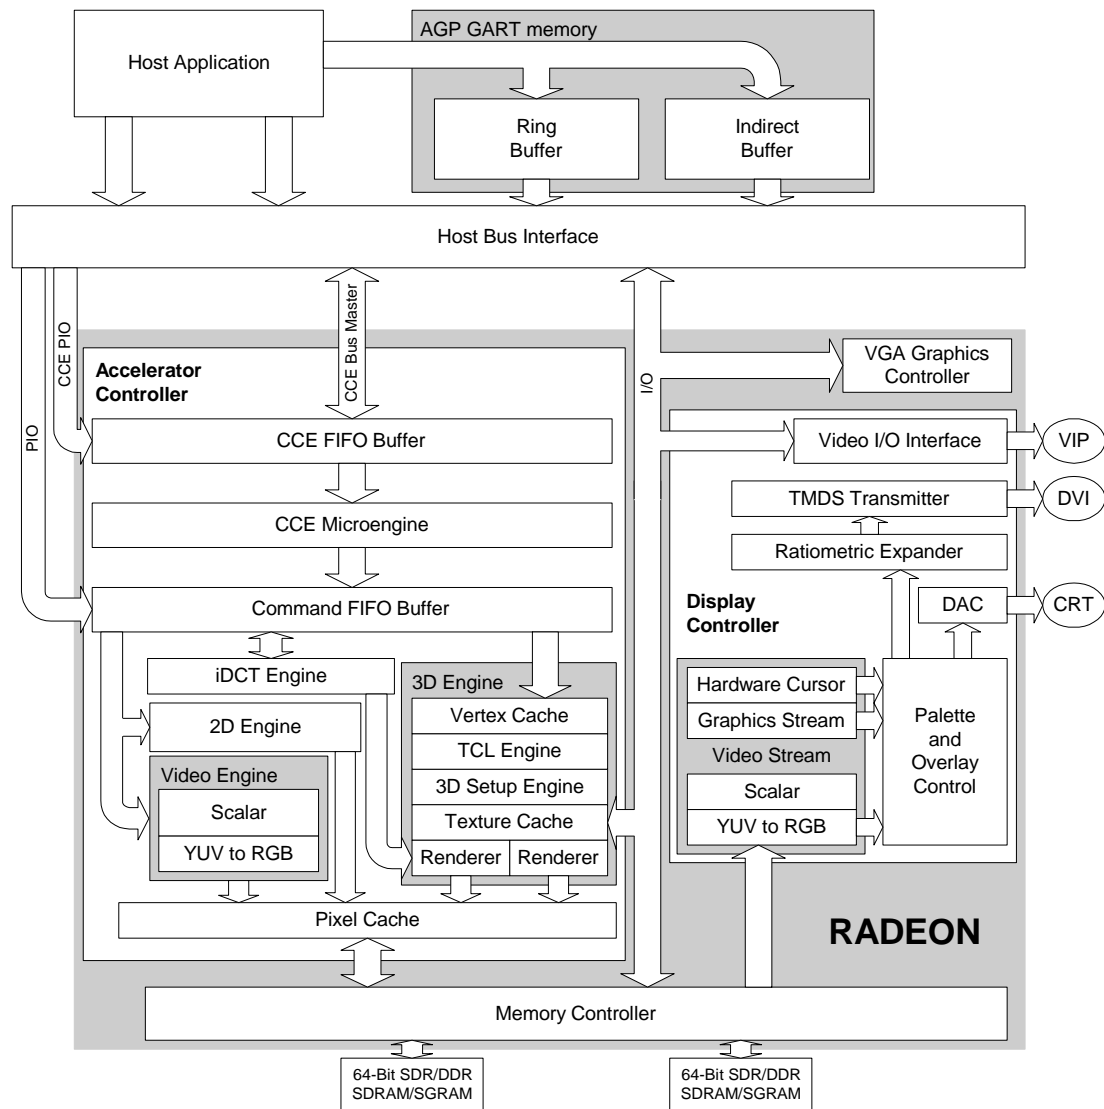 AGP GART memory
Host Application
Ring
Buffer
Indirect
Buffer
Host Bus Interface
PIO
CCE PIO
CCE Bus Master
I/O
Accelerator
Controller
VGA Graphics
Controller
CCE FIFO Buffer
Video I/O Interface
VIP
TMDS Transmitter
DVI
CCE Microengine
Ratiometric Expander
Command FIFO Buffer
DAC
CRT
Display
Controller
iDCT Engine
3D Engine
Hardware Cursor
Vertex Cache
2D Engine
Graphics Stream
Palette
and
Overlay
Control
TCL Engine
Video Stream
Video Engine
3D Setup Engine
Scalar
Scalar
Texture Cache
YUV to RGB
YUV to RGB
Renderer
Renderer
Pixel Cache
RADEON
Memory Controller
64-Bit SDR/DDR
SDRAM/SGRAM
64-Bit SDR/DDR
SDRAM/SGRAM